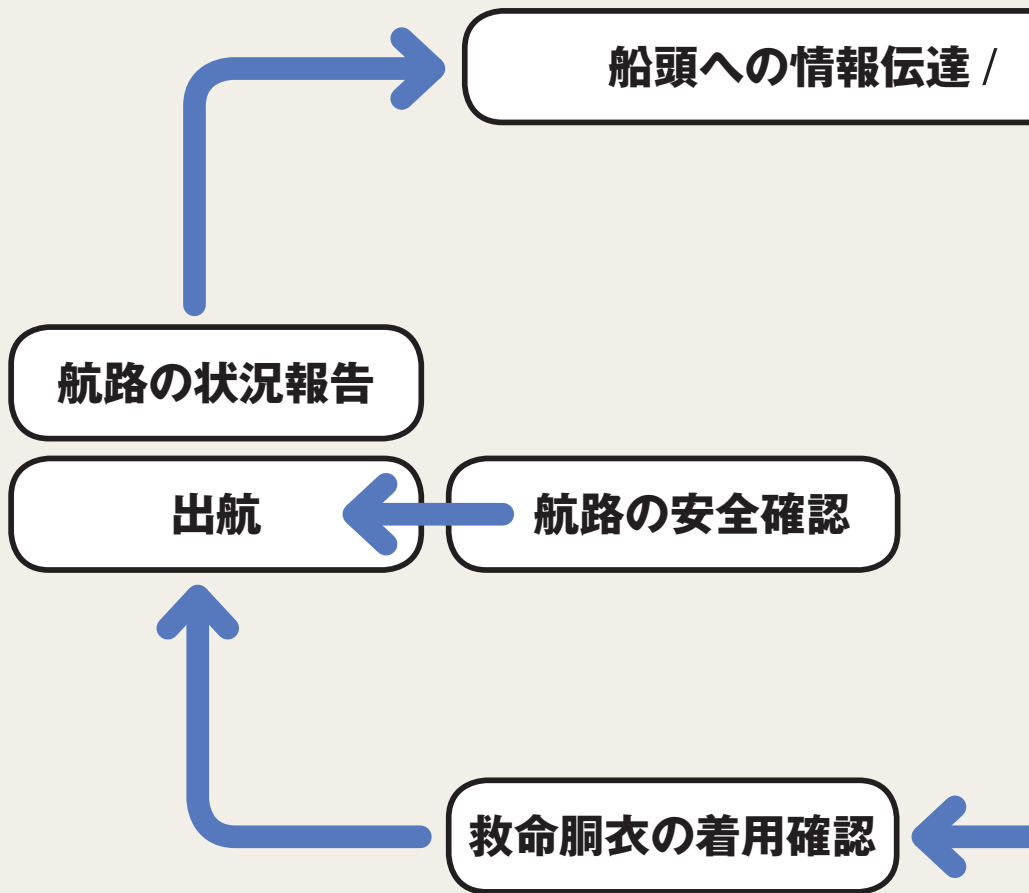 船頭への情報伝達 /
航路の状況報告
出航
航路の安全確認
救命胴衣の着用確認